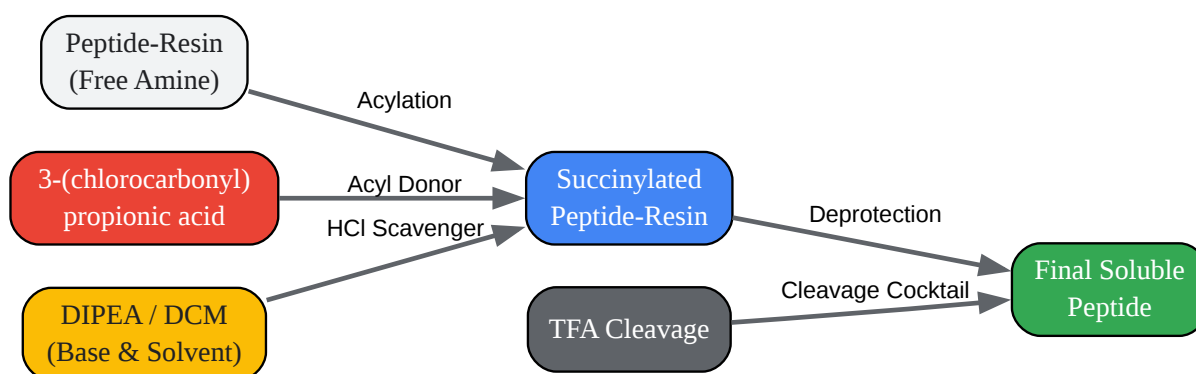 Peptide-Resin
(Free Amine)
Acylation
3-(chlorocarbonyl)
propionic acid
Acyl Donor
HCl Scavenger
DIPEA / DCM
(Base & Solvent)
Succinylated
Peptide-Resin
Deprotection
TFA Cleavage
Cleavage Cocktail
Final Soluble
Peptide